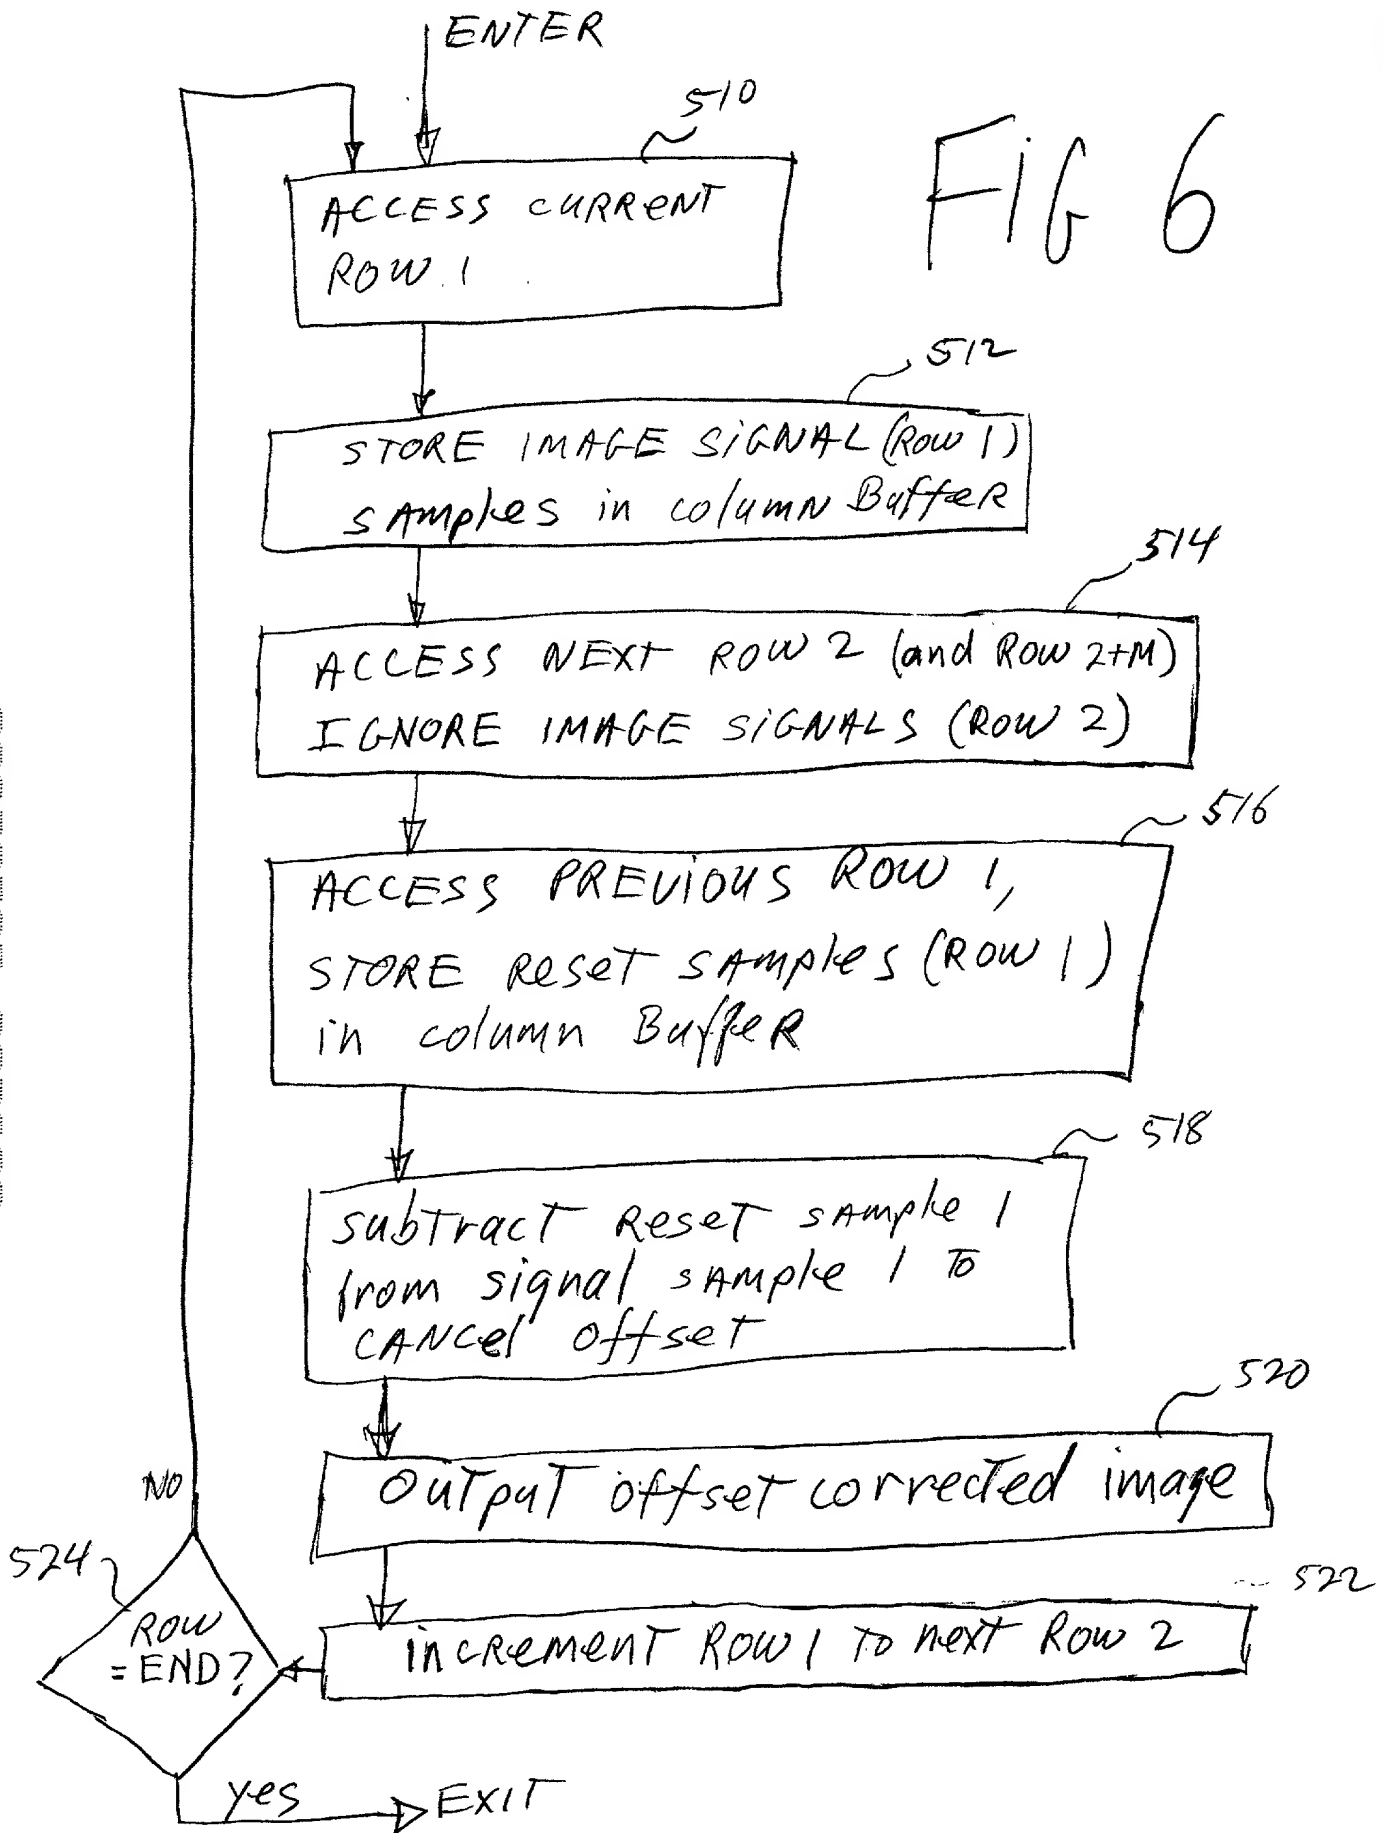 ENTER
510
FiG 6
ACCESS CURRENT
ROW 1
512
STORE IMAGE SiGNAL (ROW 1)
SAmples in column BuffeR
514
ACCESS NEXT ROW 2 (and ROW 2+M)
IGNORE IMAGE SiGNALS (ROW 2)
516
ACCESS PREViOUS ROW 1,
STORE ReseT SAmples (ROW 1)
in column BuffeR
518
SubTracT ReseT SAmple 1
from signal SAmple 1 To
CANCel offseT
520
OuTpuT offseT correcTed image
NO
524
522
ROW
=END?
inCRemenT ROW 1 To nexT ROW 2
yes
EXIT